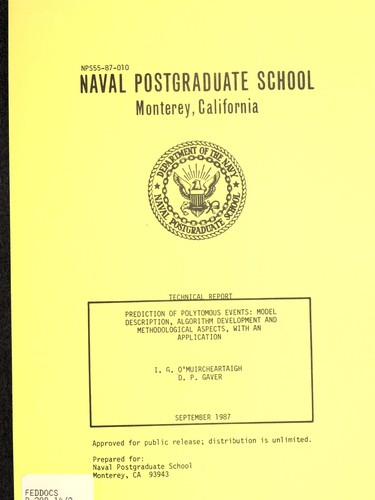 NPS55-87-010
NAVAL POSTGRADUATE SCHOOL
Monterey, California
DEPARTMENT OF THE NAVY
NAVAL POSTGRADUATE SCHOOL
TECHNICAL REPORT
PREDICTION OF POLYTOMOUS EVENTS: MODEL
DESCRIPTION, ALGORITHM DEVELOPMENT AND
METHODOLOGICAL ASPECTS, WITH AN
APPLICATION
I. G. O'MUIRCHEARTAIGH
D. P. GAVER
SEPTEMBER 1987
Approved for public release; distribution is unlimited.
Prepared for:
Naval Postgraduate School
Monterey, CA 93943
FEDDOCS